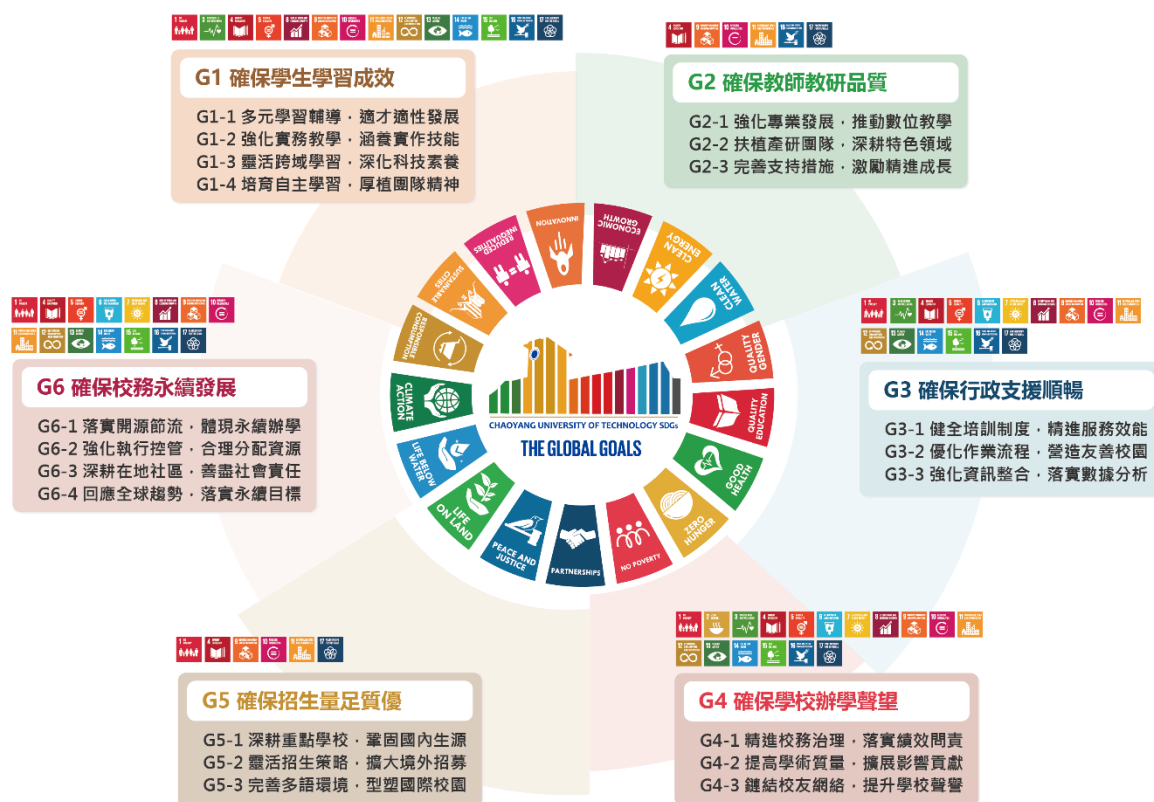 G1 確保學生學習成效
G1-1 多元學習輔導．適才適性發展
G1-2 強化實務教學．涵養實作技能
G1-3 靈活跨域學習．深化科技素養
G1-4 培育自主學習．厚植團隊精神
G2 確保教師教研品質
G2-1 強化專業發展．推動數位教學
G2-2 扶植產研團隊．深耕特色領域
G2-3 完善支持措施．激勵精進成長
INNOVATION
ECONOMIC
GROWTH
CLEAN
ENERGY
CLEAN
WATER
QUALITY
GENDER
QUALITY
EDUCATION
GOOD
HEALTH
ZERO
HUNGER
NO POVERTY
PARTNERSHIPS
PEACE AND
JUSTICE
LIFE
ON LAND
LIFE BELOW
WATER
CLIMATE
ACTION
RESPONSIBLE
CONSUMPTION
SUSTAINABLE
CITIES
REDUCED
INEQUALITIES
CHAOYANG UNIVERSITY OF TECHNOLOGY SDGs
THE GLOBAL GOALS
G6 確保校務永續發展
G6-1 落實開源節流．體現永續辦學
G6-2 強化執行控管．合理分配資源
G6-3 深耕在地社區．善盡社會責任
G6-4 回應全球趨勢．落實永續目標
G3 確保行政支援順暢
G3-1 健全培訓制度．精進服務效能
G3-2 優化作業流程．營造友善校園
G3-3 強化資訊整合．落實數據分析
G5 確保招生量足質優
G5-1 深耕重點學校．鞏固國內生源
G5-2 靈活招生策略．擴大境外招募
G5-3 完善多語環境．型塑國際校園
G4 確保學校辦學聲望
G4-1 精進校務治理．落實績效問責
G4-2 提高學術質量．擴展影響貢獻
G4-3 鏈結校友網絡．提升學校聲譽